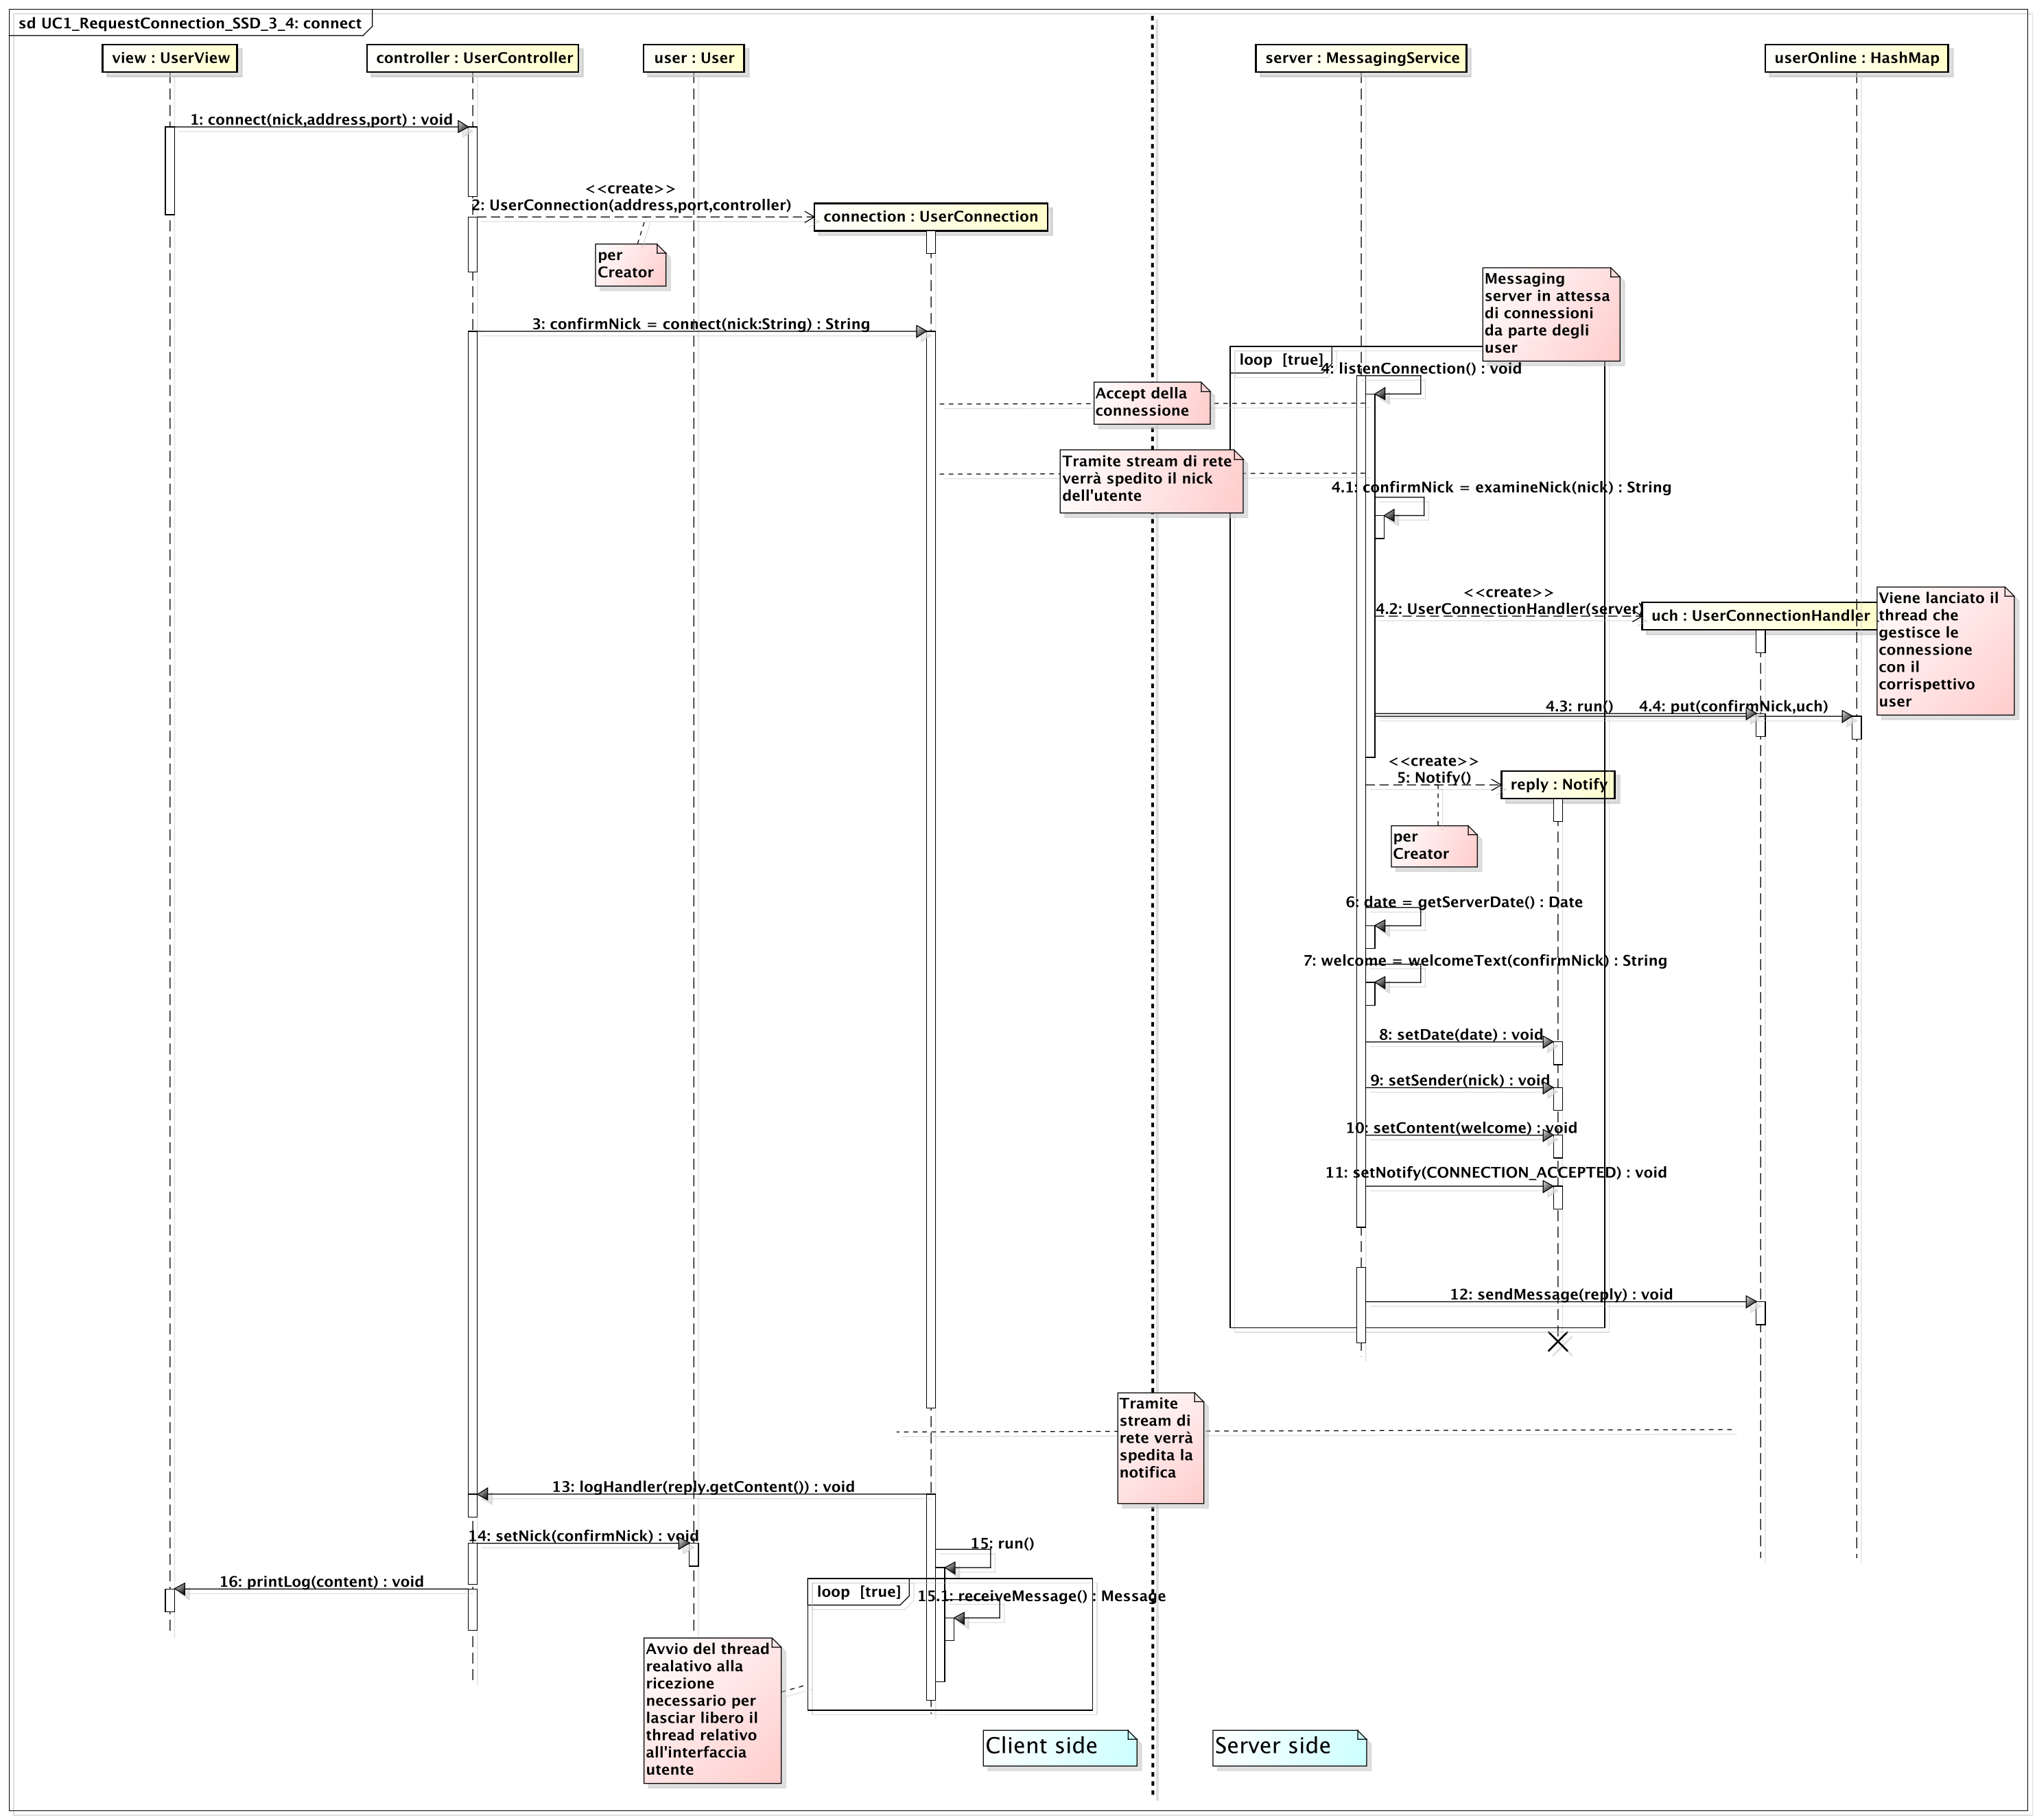 sd UC1_RequestConnection_SSD_3_4: connect
view : UserView
controller : UserController
user : User
server : MessagingService
userOnline : HashMap
1: connect(nick,address,port) : void
<<create>>
2: UserConnection(address,port,controller)
connection : UserConnection
per
Creator
Messaging
server in attessa
di connessioni
da parte degli
user
3: confirmNick = connect(nick:String) : String
loop [true]
4: listenConnection() : void
Accept della
connessione
Tramite stream di rete
verrà spedito il nick
dell'utente
4.1: confirmNick = examineNick(nick) : String
<<create>>
4.2: UserConnectionHandler(server)
uch : UserConnectionHandler
Viene lanciato il
thread che
gestisce le
connessione
con il
corrispettivo
user
4.3: run()
4.4: put(confirmNick,uch)
<<create>>
5: Notify()
reply : Notify
per
Creator
6: date = getServerDate() : Date
7: welcome = welcomeText(confirmNick) : String
8: setDate(date) : void
9: setSender(nick) : void
10: setContent(welcome) : void
11: setNotify(CONNECTION_ACCEPTED) : void
12: sendMessage(reply) : void
Tramite
stream di
rete verrà
spedita la
notifica
13: logHandler(reply.getContent()) : void
14: setNick(confirmNick) : void
15: run()
16: printLog(content) : void
loop [true]
15.1: receiveMessage() : Message
Avvio del thread
realativo alla
ricezione
necessario per
lasciar libero il
thread relativo
all'interfaccia
utente
Client side
Server side